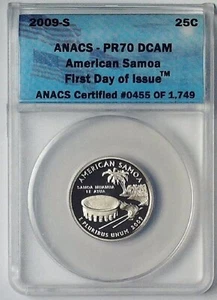 2009-S 25C
ANACS - PR70 DCAM
American Samoa
First Day of Issue™
ANACS Certified #0455 OF 1,749
AMERICAN SAMOA
SAMOA MUAMUA
LE ATUA
E PLURIBUS UNUM 2009